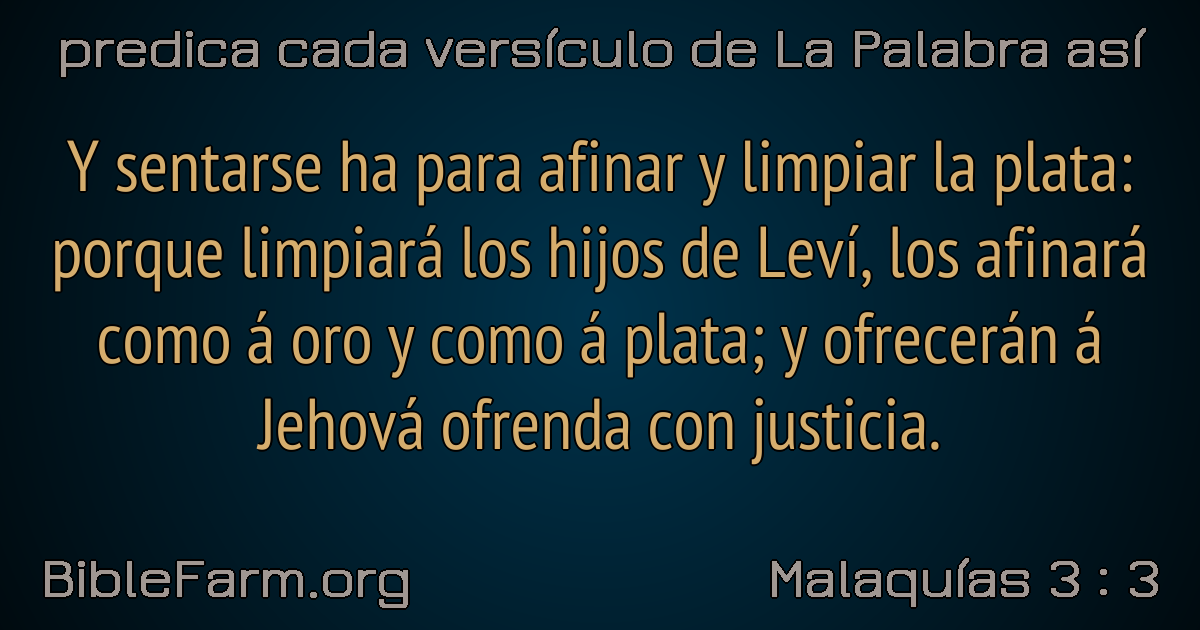 predica cada versículo de La Palabra así
Y sentarse ha para afinar y limpiar la plata:
porque limpiará los hijos de Leví, los afinará
como á oro y como á plata; y ofrecerán á
Jehová ofrenda con justicia.
BibleFarm.org
Malaquías 3 : 3